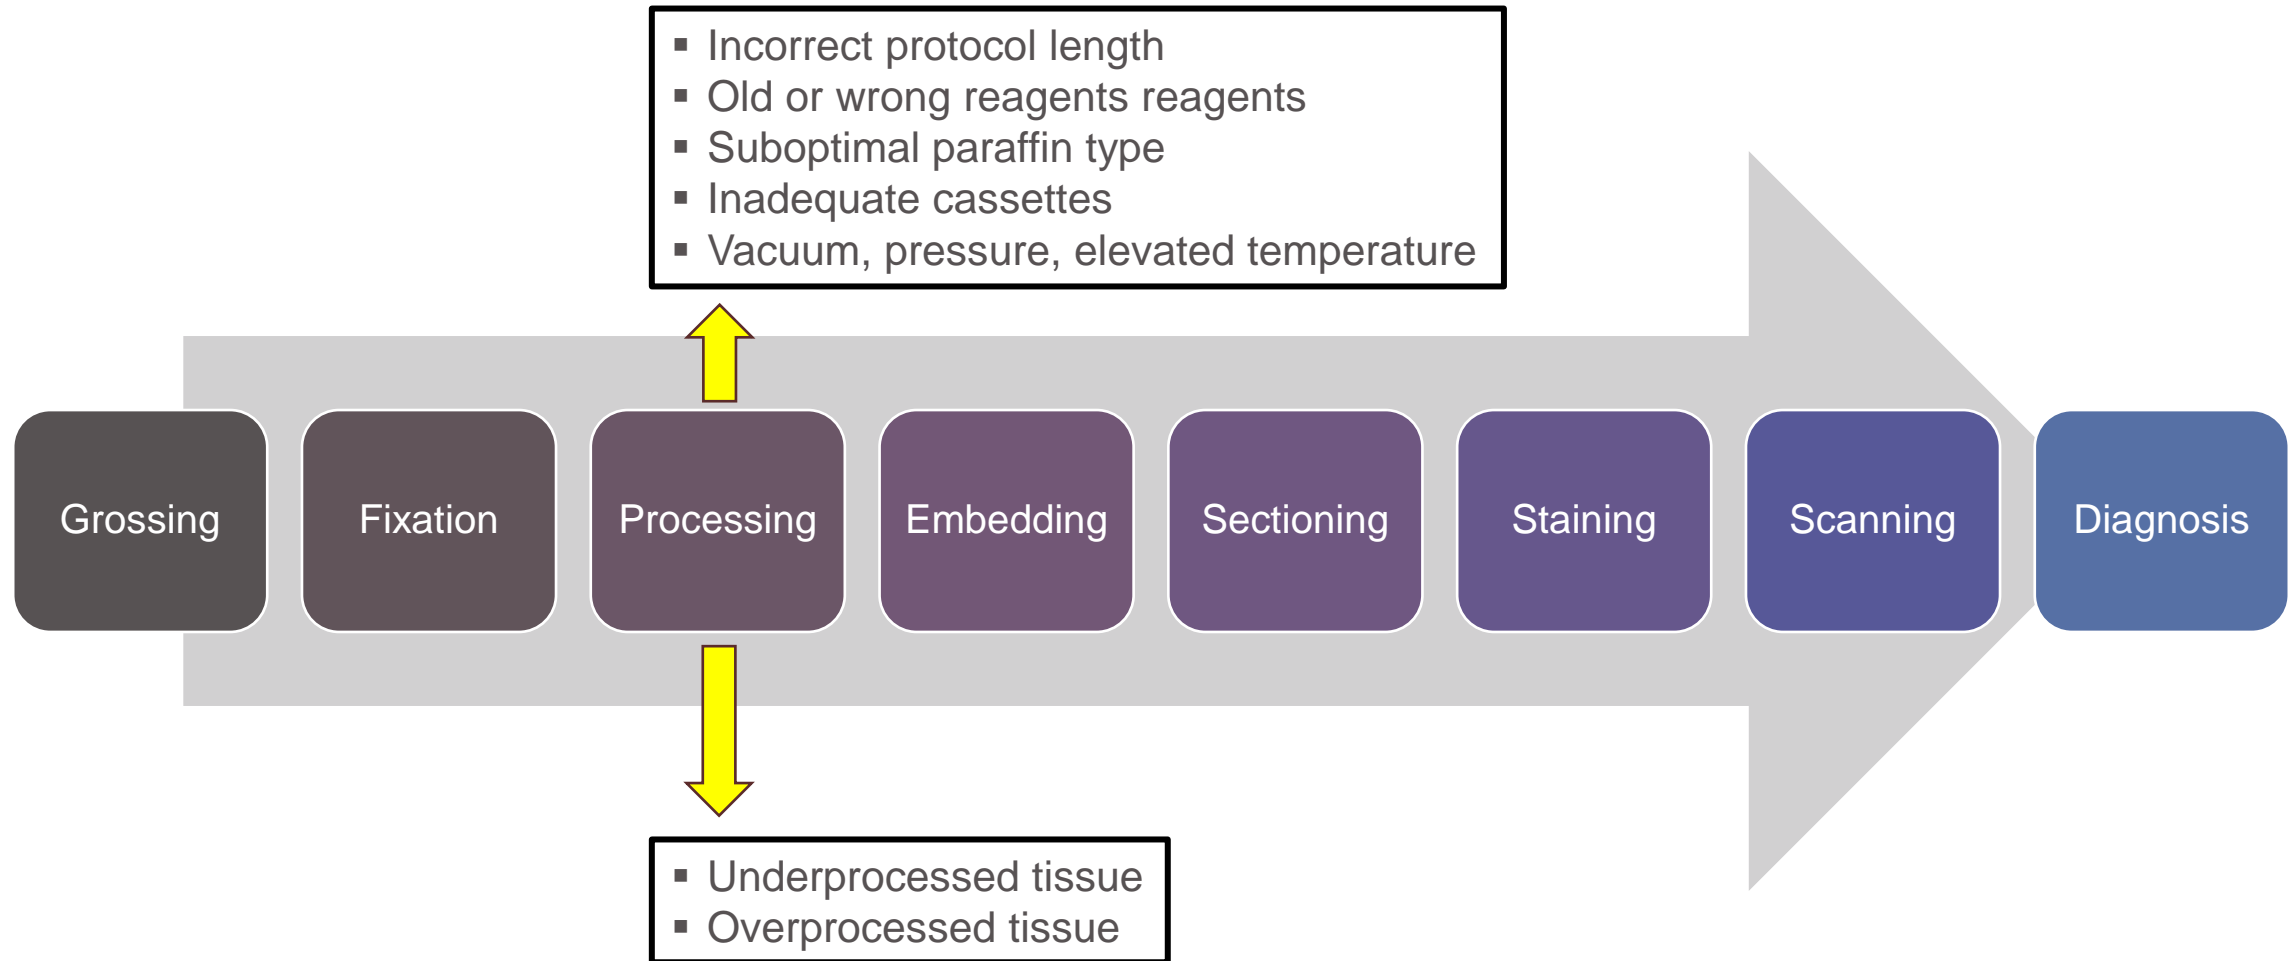 ▪ Incorrect protocol length
▪ Old or wrong reagents reagents
▪ Suboptimal paraffin type
▪ Inadequate cassettes
▪ Vacuum, pressure, elevated temperature
Grossing
Fixation
Processing
Embedding
Sectioning
Staining
Scanning
Diagnosis
▪ Underprocessed tissue
▪ Overprocessed tissue